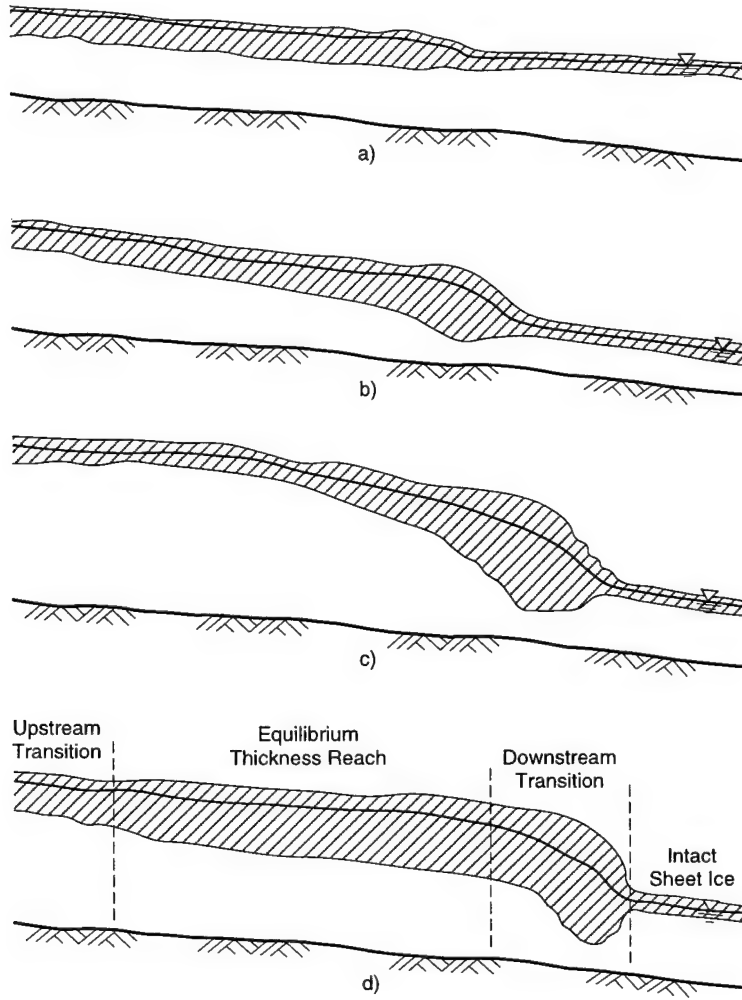 a)
b)
c)
Upstream
Transition
Equilibrium
Thickness Reach
Downstream
Transition
Intact
Sheet Ice
d)